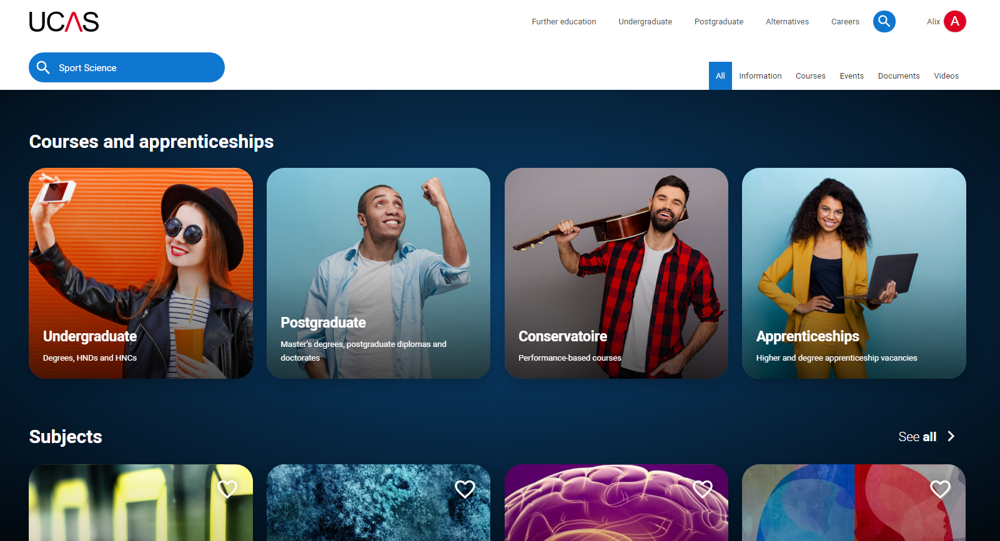 UCAS
Further education
Undergraduate
Postgraduate
Alternatives
Careers
Alix
A
Sport Science
All
Information
Courses
Events
Documents
Videos
Courses and apprenticeships
Undergraduate
Degrees, HNDs and HNCs
Postgraduate
Master's degrees, postgraduate diplomas and
doctorates
Conservatoire
Performance-based courses
Apprenticeships
Higher and degree apprenticeship vacancies
Subjects
See all